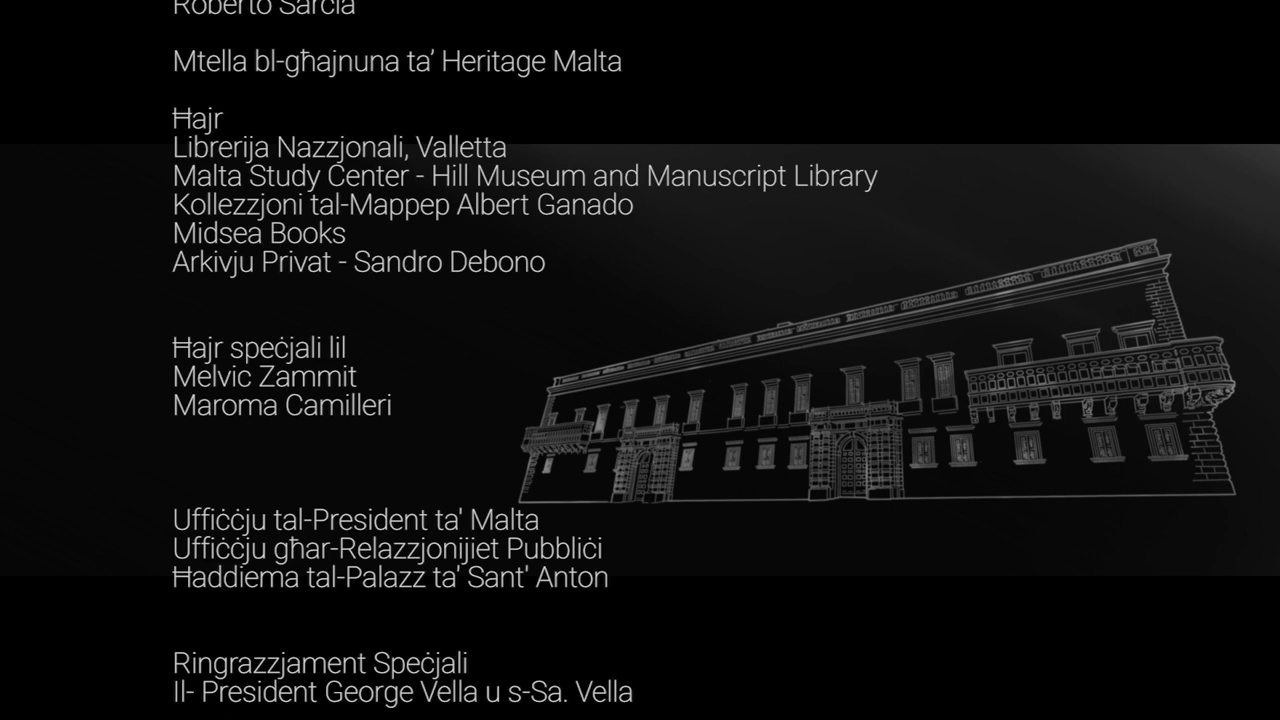 Roberto Sarcia
Mtella bl-għajnuna ta’ Heritage Malta
Ħajr
Librerija Nazzjonali, Valletta
Malta Study Center - Hill Museum and Manuscript Library
Kollezzjoni tal-Mappep Albert Ganado
Midsea Books
Arkivju Privat - Sandro Debono
Ħajr speċjali lil
Melvic Zammit
Maroma Camilleri
Uffiċċju tal-President ta' Malta
Uffiċċju għar-Relazzjonijiet Pubbliċi
Ħaddiema tal-Palazz ta' Sant' Anton
Ringrazzjament Speċjali
Il- President George Vella u s-Sa. Vella